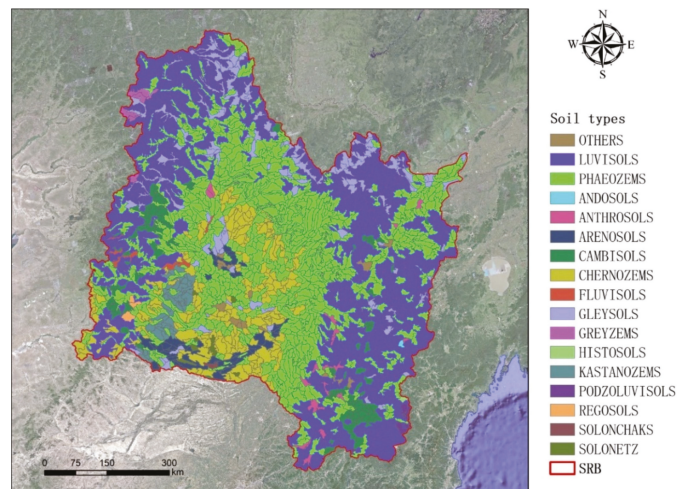 N
W E
S
Soil types
OTHERS
LUVISOLS
PHAEOZEMS
ANDOSOLS
ANTHROSOLS
ARENOSOLS
CAMBISOLS
CHERNOZEMS
FLUVISOLS
GLEYSOLS
GREYZEMS
HISTOSOLS
KASTANOZEMS
PODZOLUVISOLS
REGOSOLS
SOLONCHAKS
SOLONETZ
SRB
0 75 150 300
km